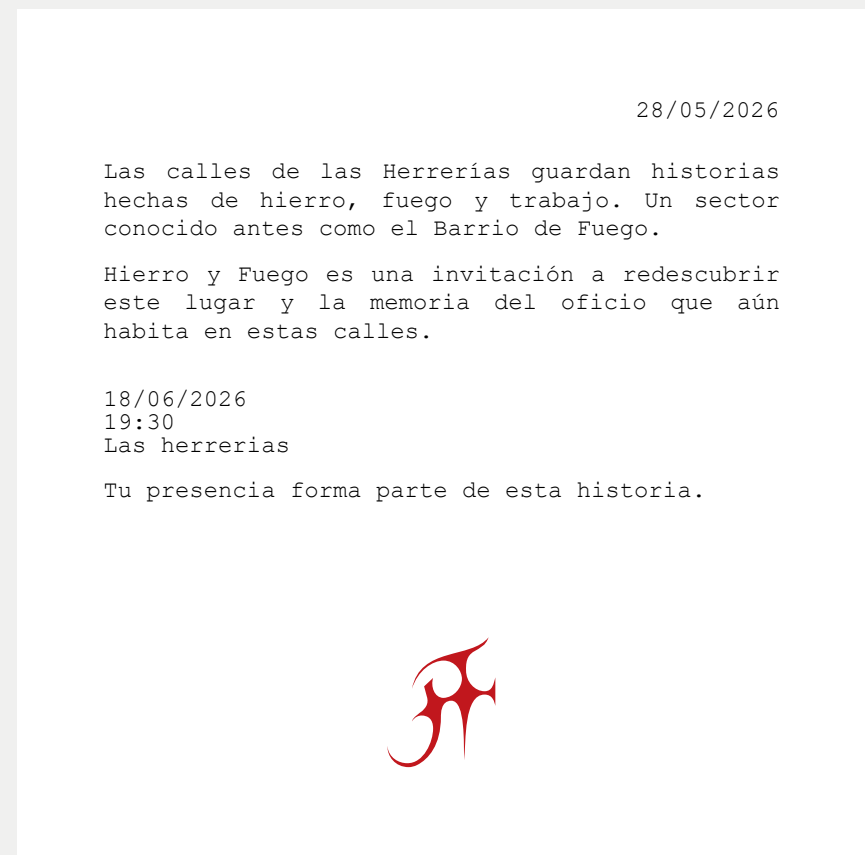 28/05/2026
Las calles de las Herrerías guardan historias
hechas de hierro, fuego y trabajo. Un sector
conocido antes como el Barrio de Fuego.
Hierro y Fuego es una invitación a redescubrir
este lugar y la memoria del oficio que aún
habita en estas calles.
18/06/2026
19:30
Las herrerias
Tu presencia forma parte de esta historia.